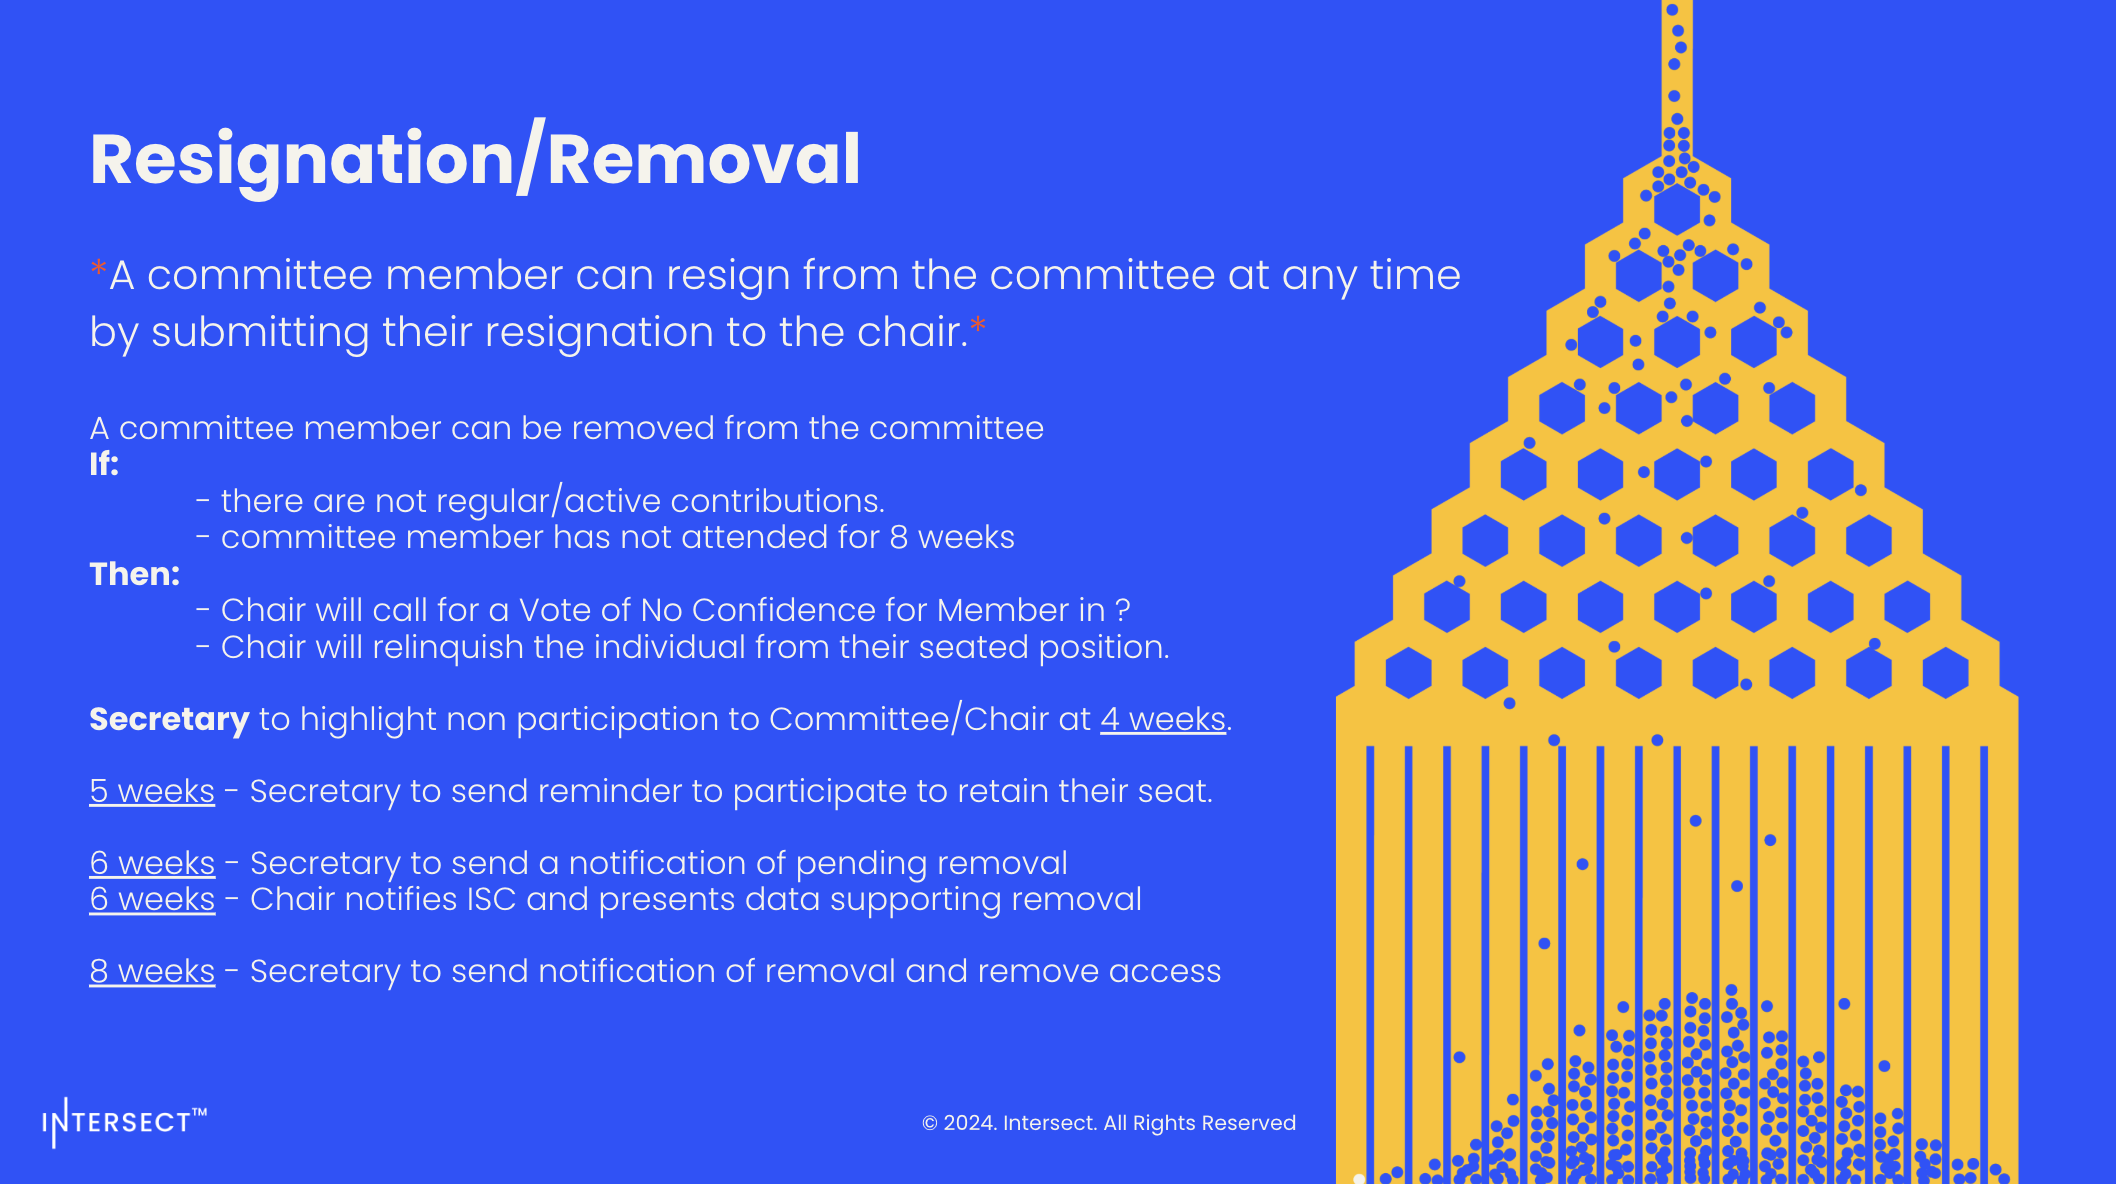 Resignation/Removal
*A committee member can resign from the committee at any time
by submitting their resignation to the chair.*
A committee member can be removed from the committee
If:
- there are not regular/active contributions.
- committee member has not attended for 8 weeks
Then:
- Chair will call for a Vote of No Confidence for Member in ?
- Chair will relinquish the individual from their seated position.
Secretary to highlight non participation to Committee/Chair at 4 weeks.
5 weeks - Secretary to send reminder to participate to retain their seat.
6 weeks - Secretary to send a notification of pending removal
6 weeks - Chair notifies ISC and presents data supporting removal
8 weeks - Secretary to send notification of removal and remove access
INTERSECT™
© 2024. Intersect. All Rights Reserved